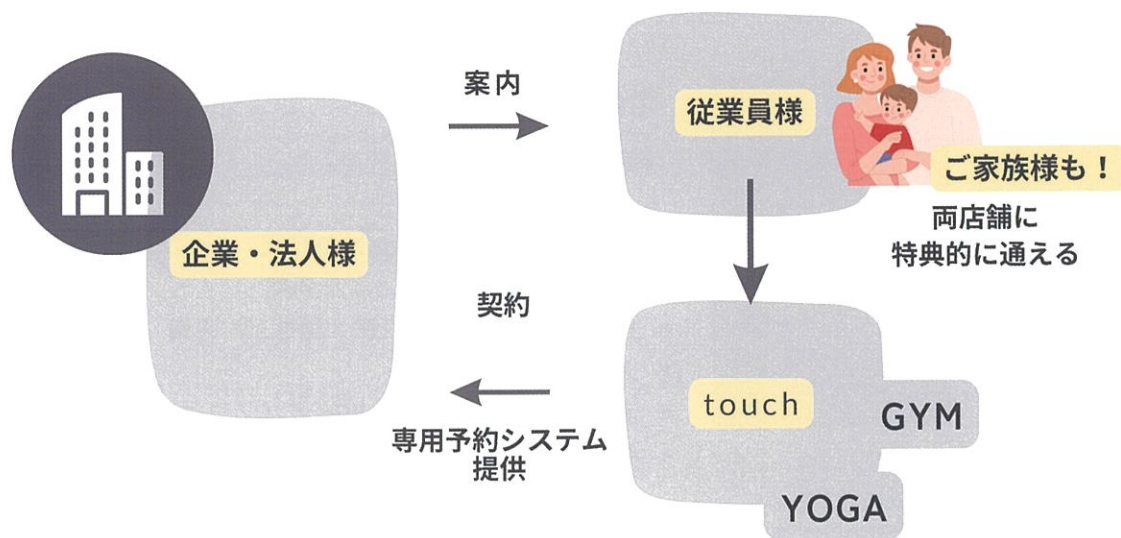 案内
従業員様
ご家族様も！
両店舗に
特典的に通える
企業・法人様
契約
touch
GYM
専用予約システム
提供
YOGA